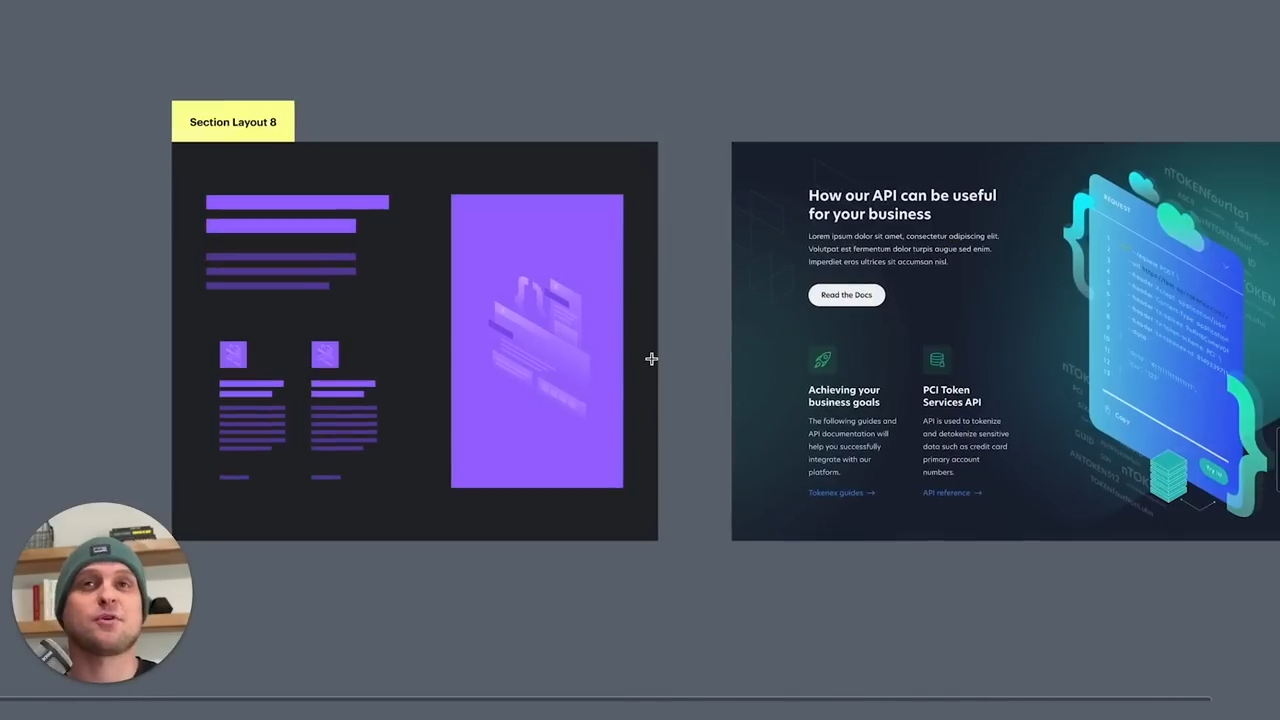 Section Layout 8
How our API can be useful
for your business
Lorem ipsum dolor sit amet, consectetur adipiscing elit.
Volutpat est fermentum dolor turpis augue sed enim.
Imperdiet eros ultrices sit accumsan nisl.
Read the Docs
Achieving your
business goals
The following guides and
API documentation will
help you successfully
integrate with our
platform.
Tokenex guides →
PCI Token
Services API
API is used to tokenize
and detokenize sensitive
data such as credit card
primary account
numbers.
API reference →
REQUEST
Copy
Try it